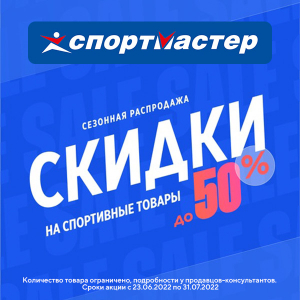 спортмастер
СЕЗОННАЯ РАСПРОДАЖА
СКИДКИ
НА СПОРТИВНЫЕ ТОВАРЫ ДО 50%
Количество товара ограничено, подробности у продавцов-консультантов.
Сроки акции с 23.06.2022 по 31.07.2022